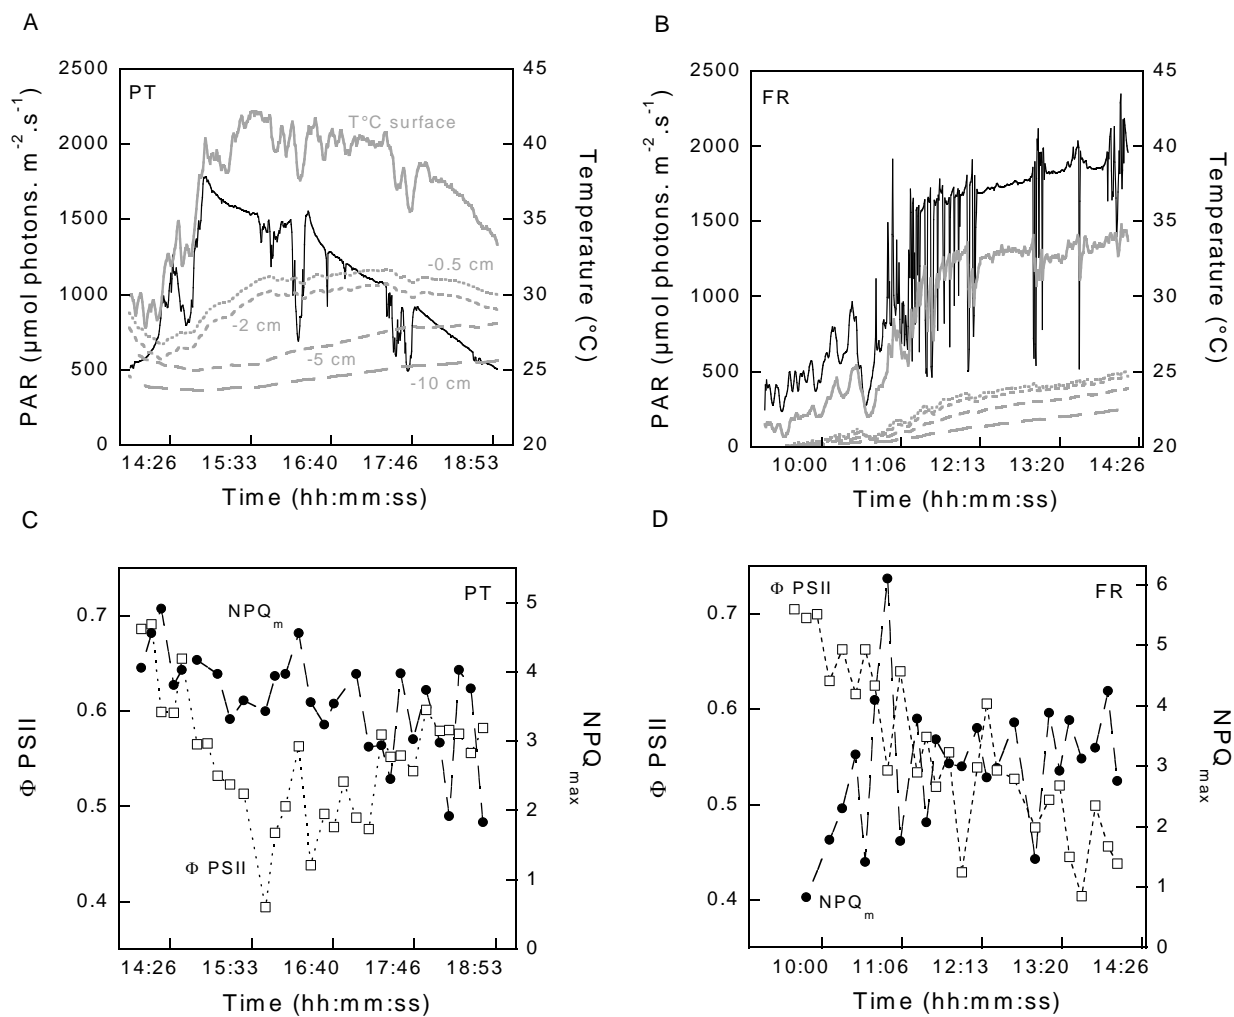 A
B
2500
2000
1500
1000
500
0
PAR (µmol photons. m⁻².s⁻¹)
PT
T°C surface
-0.5 cm
-2 cm
-5 cm
-10 cm
45
40
35
30
25
20
Temperature (°C)
14:26 15:33 16:40 17:46 18:53
Time (hh:mm:ss)
2500
2000
1500
1000
500
0
PAR (µmol photons. m⁻².s⁻¹)
FR
45
40
35
30
25
20
Temperature (°C)
10:00 11:06 12:13 13:20 14:26
Time (hh:mm:ss)
C
D
0.7
0.6
0.5
0.4
Φ PSII
PT
NPQm
Φ PSII
5
4
3
2
1
0
NPQmax
14:26 15:33 16:40 17:46 18:53
Time (hh:mm:ss)
0.7
0.6
0.5
0.4
Φ PSII
Φ PSII
FR
NPQm
6
5
4
3
2
1
0
NPQmax
10:00 11:06 12:13 13:20 14:26
Time (hh:mm:ss)